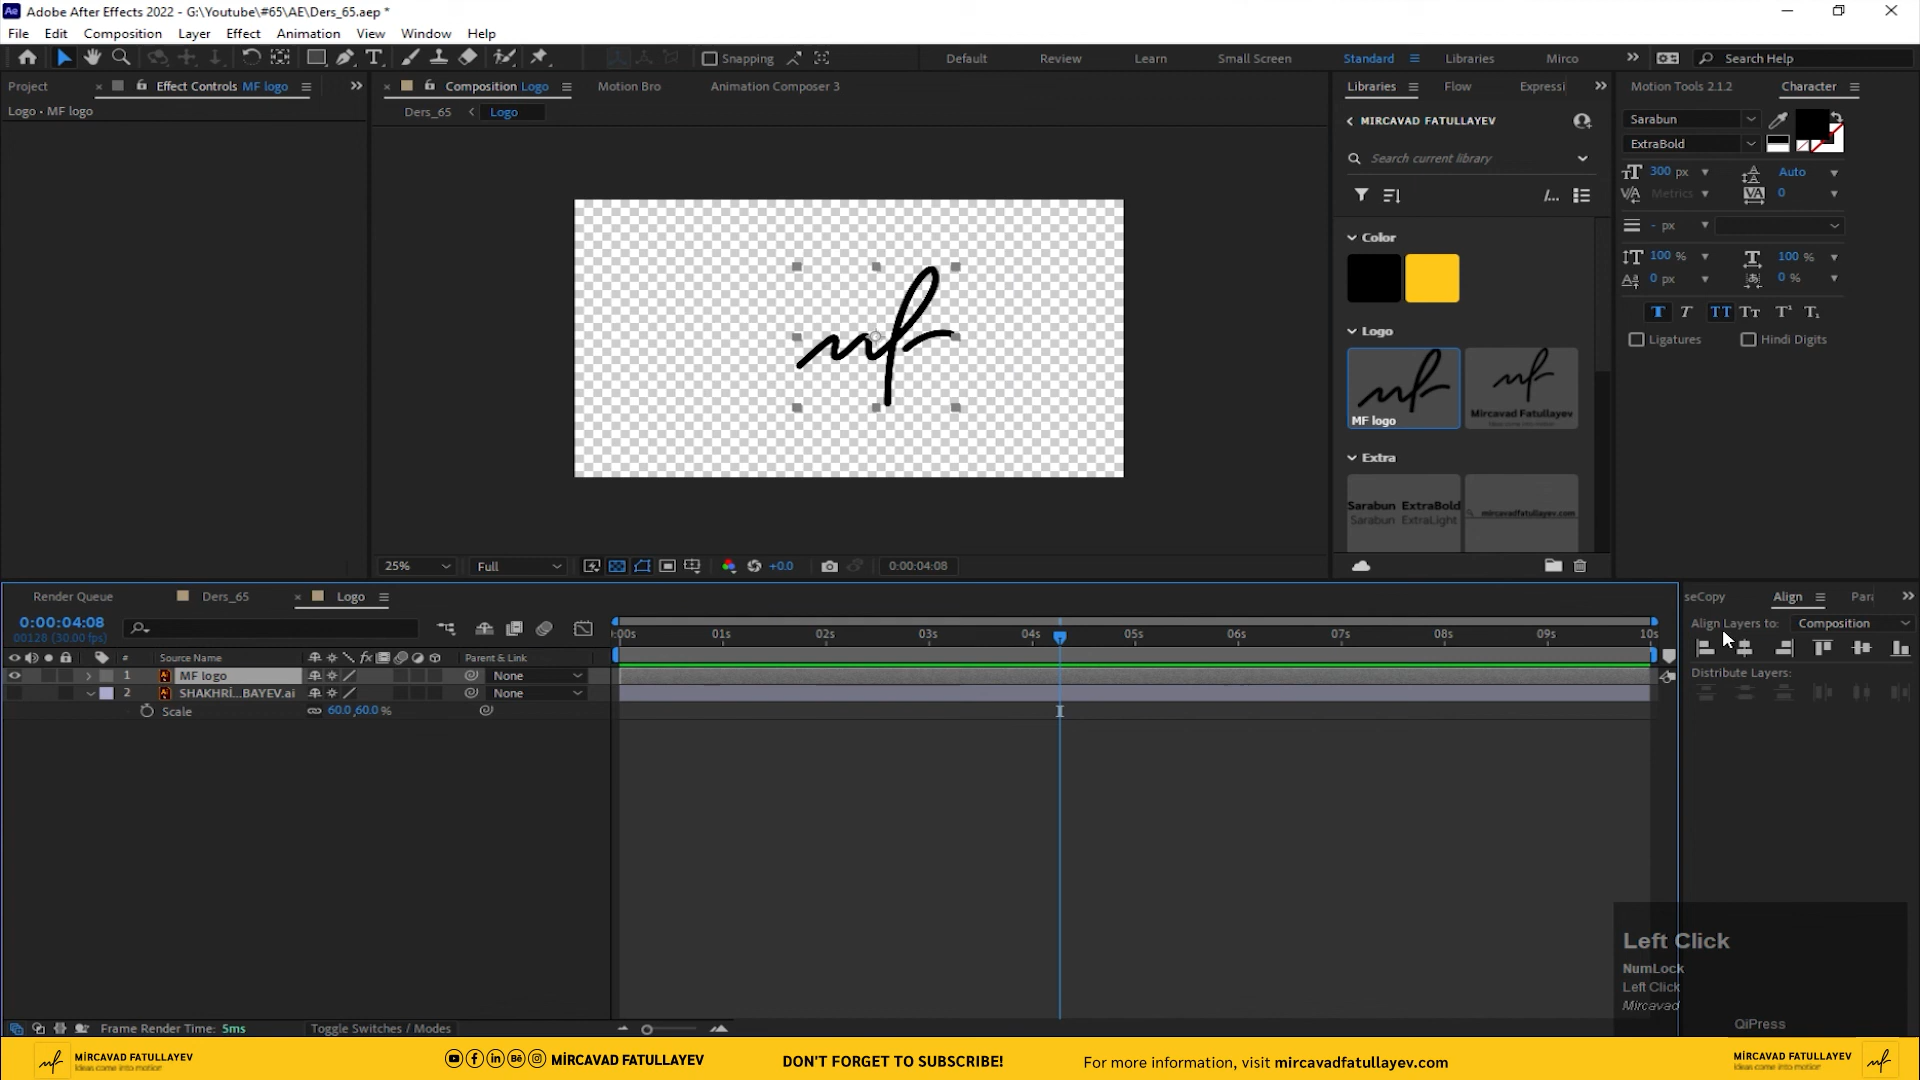 Adobe After Effects 2022 - G:\Youtube\#65\AE\Ders_65.aep *
File Edit Composition Layer Effect Animation View Window Help
Snapping
Default Review Learn Small Screen Standard Libraries Mirco Search Help
Project Effect Controls MF logo
Logo • MF logo
Composition Logo Motion Bro Animation Composer 3
Ders_65 Logo
Libraries Flow Expressi
MIRCAVAD FATULLAYEV
Search current library
Color
Logo
MF logo
Mircavad Fatullayev
Ideas come into motion
Extra
Sarabun ExtraBold
Sarabun ExtraLight
mircavadfatullayev.com
Motion Tools 2.1.2 Character
Sarabun
ExtraBold
300 px Auto
Metrics 0
- px
100 % 100 %
0 px 0 %
Ligatures Hindi Digits
25% Full +0.0 0:00:04:08
Render Queue Ders_65 Logo
0:00:04:08
00128 (30.00 fps)
:00s 01s 02s 03s 04s 05s 06s 07s 08s 09s 10s
# Source Name fx Parent & Link
1 MF logo None
2 SHAKHRİ...BAYEV.ai None
Scale 60.0,60.0 %
Frame Render Time: 5ms Toggle Switches / Modes
seCopy Align Para
Align Layers to: Composition
Distribute Layers:
Left Click
NumLock
Left Click
Mircavad
QiPress
mf MİRCAVAD FATULLAYEV
Ideas come into motion
MİRCAVAD FATULLAYEV
DON'T FORGET TO SUBSCRIBE!
For more information, visit mircavadfatullayev.com
MİRCAVAD FATULLAYEV mf
Ideas come into motion